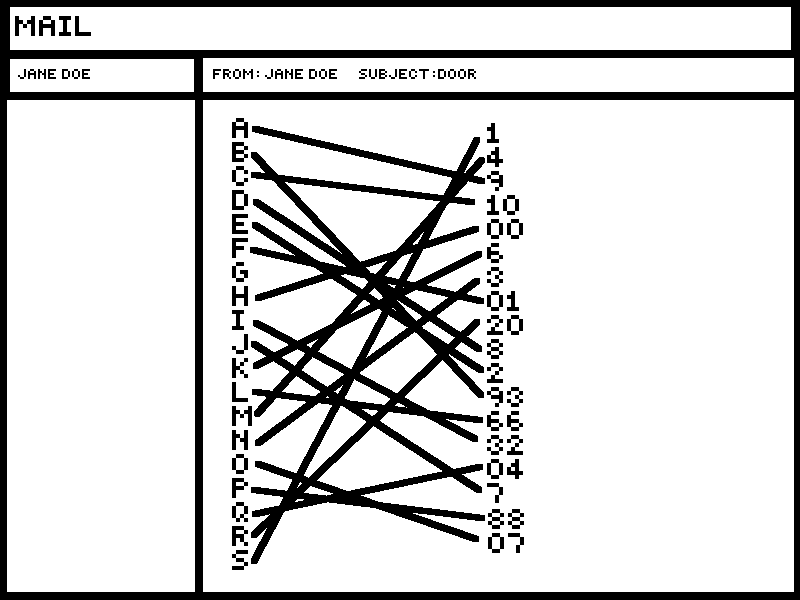 MAIL
JANE DOE
FROM: JANE DOE SUBJECT:DOOR
A 1
B 4
C 9
D 10
E 00
F 6
G 3
H 01
I 20
J 8
K 2
L 93
M 66
N 32
O 04
P 7
Q 88
R 07
S